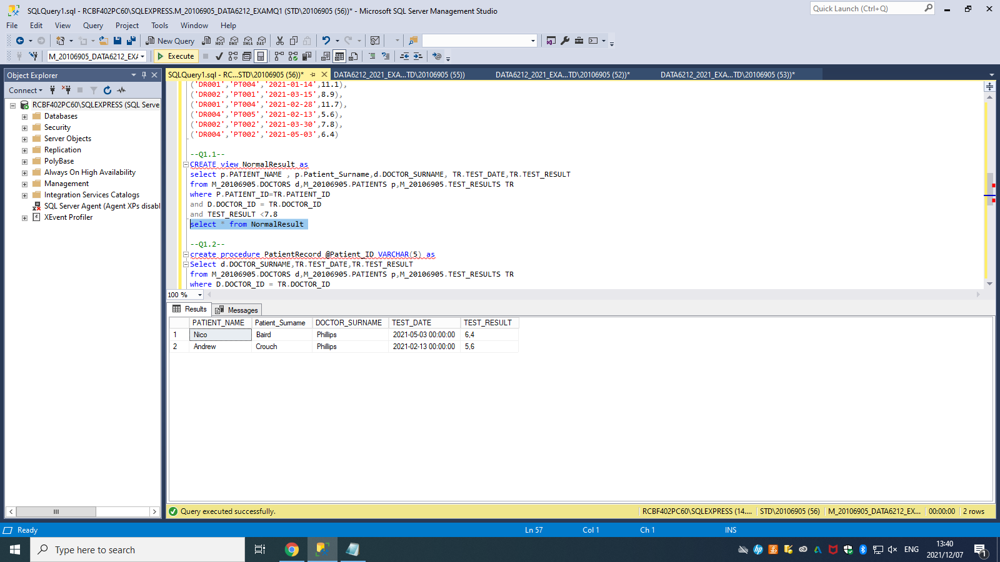 SQLQuery1.sql - RCBF402PC60\SQLEXPRESS.M_20106905_DATA6212_EXAMQ1 (STD\20106905 (56))* - Microsoft SQL Server Management Studio
Quick Launch (Ctrl+Q)
File Edit View Query Project Tools Window Help
New Query MDX DMX XMLA DAX
M_20106905_DATA6212_EXA Execute
Object Explorer
Connect
RCBF402PC60\SQLEXPRESS (SQL Serve
Databases
Security
Server Objects
Replication
PolyBase
Always On High Availability
Management
Integration Services Catalogs
SQL Server Agent (Agent XPs disabl
XEvent Profiler
SQLQuery1.sql - RC...STD\20106905 (56))* DATA6212_2021_EXA...TD\20106905 (55)) DATA6212_2021_EXA...TD\20106905 (52))* DATA6212_2021_EXA...TD\20106905 (53))*
('DR001','PT004','2021-01-14',11.1),
('DR002','PT001','2021-03-15',8.9),
('DR001','PT004','2021-02-28',11.7),
('DR004','PT005','2021-02-13',5.6),
('DR002','PT002','2021-03-30',7.8),
('DR004','PT002','2021-05-03',6.4)
--Q1.1--
CREATE view NormalResult as
select p.PATIENT_NAME , p.Patient_Surname,d.DOCTOR_SURNAME, TR.TEST_DATE,TR.TEST_RESULT
from M_20106905.DOCTORS d,M_20106905.PATIENTS p,M_20106905.TEST_RESULTS TR
where P.PATIENT_ID=TR.PATIENT_ID
and D.DOCTOR_ID = TR.DOCTOR_ID
and TEST_RESULT <7.8
select * from NormalResult
--Q1.2--
create procedure PatientRecord @Patient_ID VARCHAR(5) as
Select d.DOCTOR_SURNAME,TR.TEST_DATE,TR.TEST_RESULT
from M_20106905.DOCTORS d,M_20106905.PATIENTS p,M_20106905.TEST_RESULTS TR
where D.DOCTOR_ID = TR.DOCTOR_ID
100 %
Results Messages
PATIENT_NAME Patient_Surname DOCTOR_SURNAME TEST_DATE TEST_RESULT
1 Nico Baird Phillips 2021-05-03 00:00:00 6,4
2 Andrew Crouch Phillips 2021-02-13 00:00:00 5,6
Query executed successfully. RCBF402PC60\SQLEXPRESS (14.... STD\20106905 (56) M_20106905_DATA6212_EXA... 00:00:00 2 rows
Ready Ln 57 Col 1 Ch 1 INS
Type here to search
ENG
13:40
2021/12/07
1